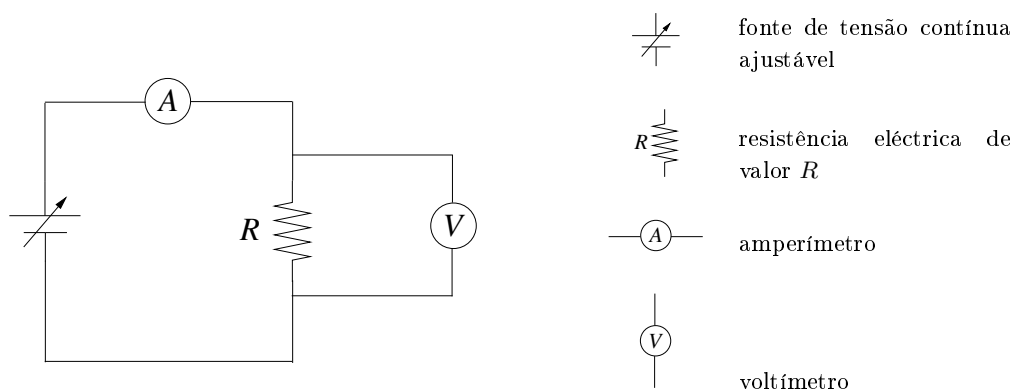 A
R
V
fonte de tensão contínua
ajustável
R
resistência eléctrica de
valor R
A
amperímetro
V
voltímetro